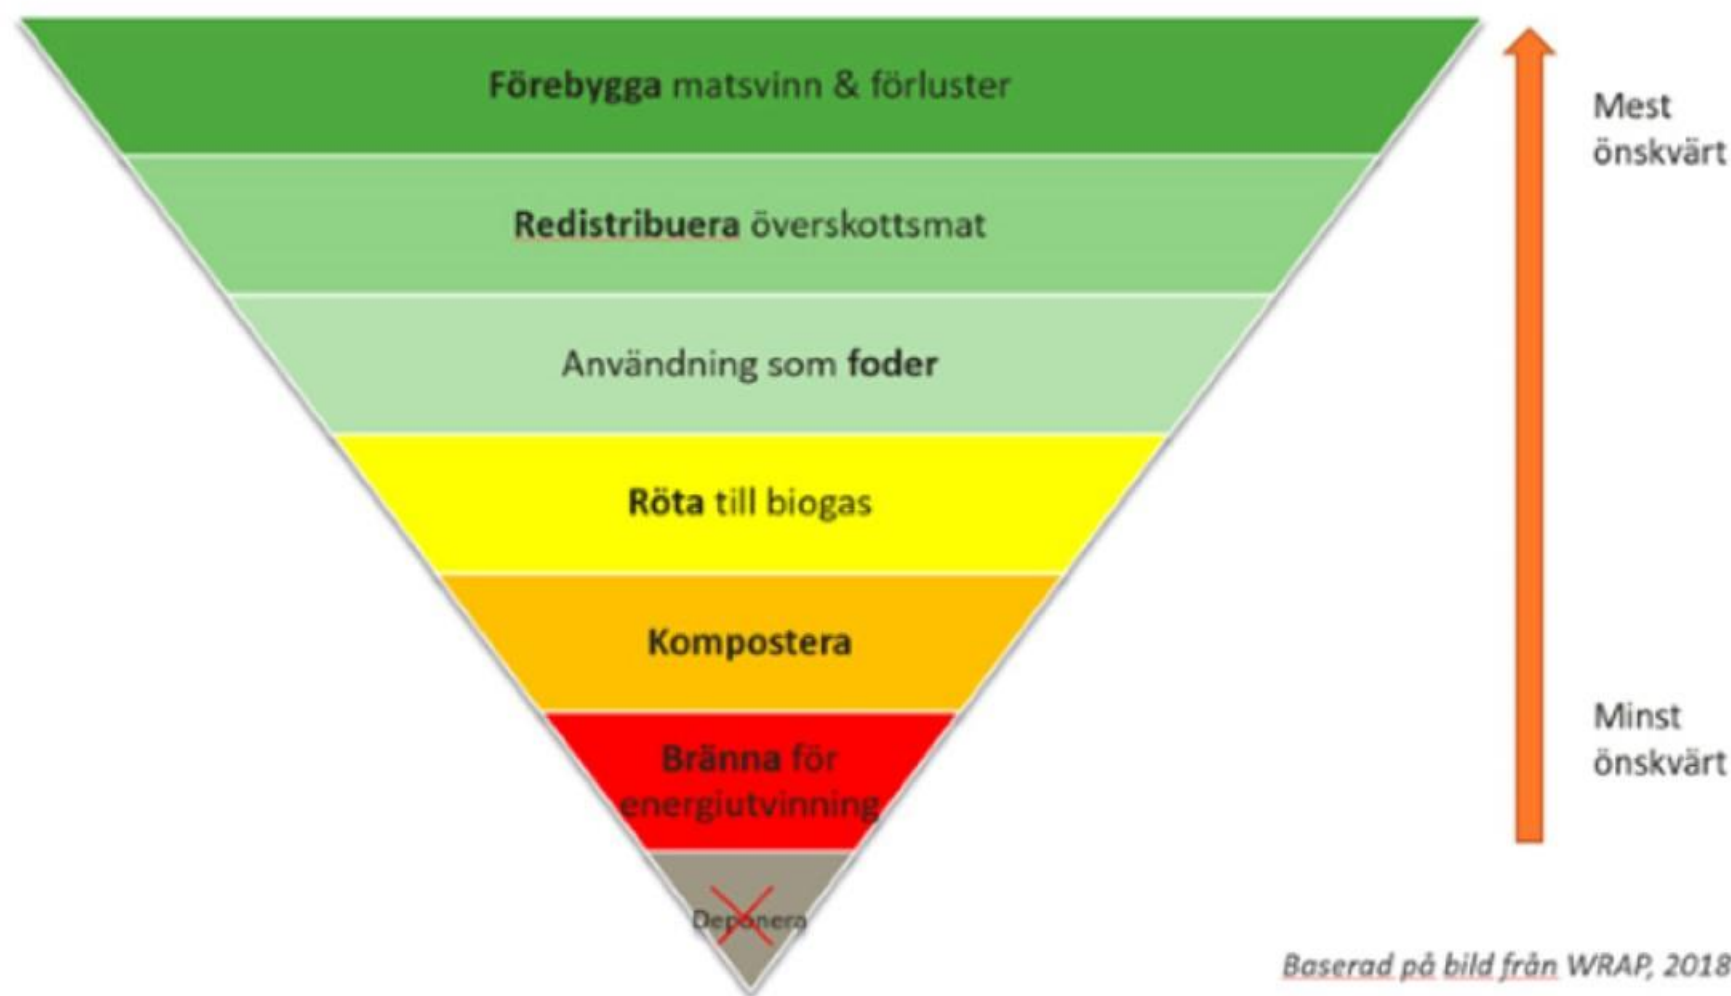 Förebygga matsvinn & förluster
Mest
önskvärt
Redistribuera överskottsmat
Användning som foder
Röta till biogas
Kompostera
Minst
önskvärt
Bränna för
energiutvinning
Deponera
Baserad på bild från WRAP, 2018